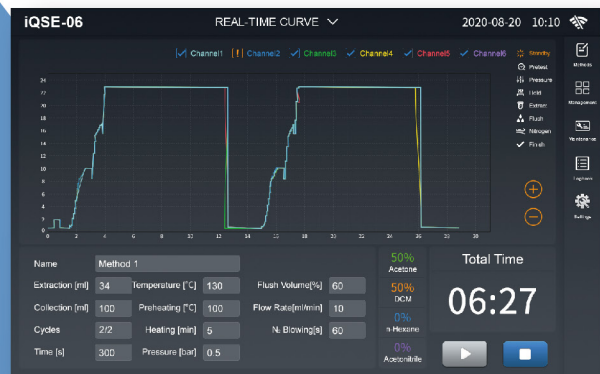 iQSE-06 REAL-TIME CURVE 2020-08-20 10:10
Channel1 Channel2 Channel3 Channel4 Channel5 Channel6
Standby
Pretest
Pressure
Hold
Extract
Flush
Nitrogen
Finish
Methods
Management
Maintenance
Logbook
Settings
24
22
20
18
16
14
12
10
8
6
4
2
0 2 4 6 8 10 12 14 16 18 20 22 24 26 28 30
Name Method 1
Extraction [ml] 34 Temperature [°C] 130 Flush Volume[%] 60
Collection [ml] 100 Preheating [°C] 100 Flow Rate[ml/min] 10
Cycles 2/2 Heating [min] 5 N₂ Blowing[s] 60
Time [s] 300 Pressure [bar] 0.5
50%
Acetone
50%
DCM
0%
n-Hexane
0%
Acetonitrile
Total Time
06:27